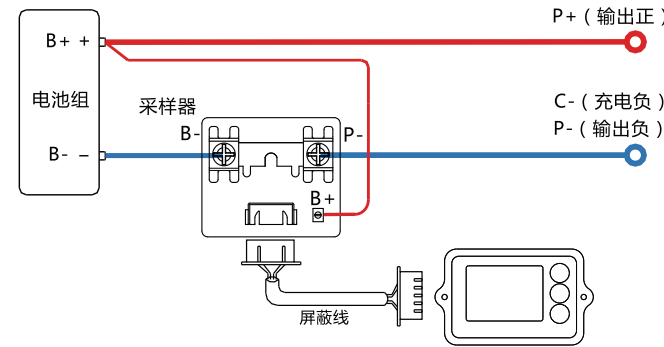 P+（输出正）
B+ +
电池组
采样器
C-（充电负）
B-
P-
P-（输出负）
B- −
B+
屏蔽线